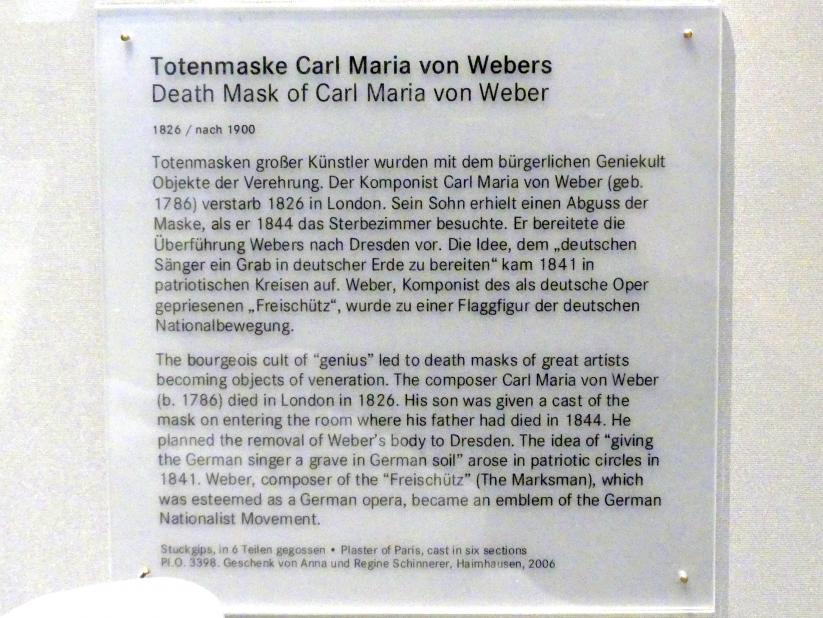 Totenmaske Carl Maria von Webers
Death Mask of Carl Maria von Weber
1826 / nach 1900
Totenmasken großer Künstler wurden mit dem bürgerlichen Geniekult
Objekte der Verehrung. Der Komponist Carl Maria von Weber (geb.
1786) verstarb 1826 in London. Sein Sohn erhielt einen Abguss der
Maske, als er 1844 das Sterbezimmer besuchte. Er bereitete die
Überführung Webers nach Dresden vor. Die Idee, dem „deutschen
Sänger ein Grab in deutscher Erde zu bereiten“ kam 1841 in
patriotischen Kreisen auf. Weber, Komponist des als deutsche Oper
gepriesenen „Freischütz“, wurde zu einer Flaggfigur der deutschen
Nationalbewegung.
The bourgeois cult of “genius” led to death masks of great artists
becoming objects of veneration. The composer Carl Maria von Weber
(b. 1786) died in London in 1826. His son was given a cast of the
mask on entering the room where his father had died in 1844. He
planned the removal of Weber's body to Dresden. The idea of “giving
the German singer a grave in German soil” arose in patriotic circles in
1841. Weber, composer of the “Freischütz” (The Marksman), which
was esteemed as a German opera, became an emblem of the German
Nationalist Movement.
Stuckgips, in 6 Teilen gegossen • Plaster of Paris, cast in six sections
Pl.O. 3398. Geschenk von Anna und Regine Schinnerer, Haimhausen, 2006